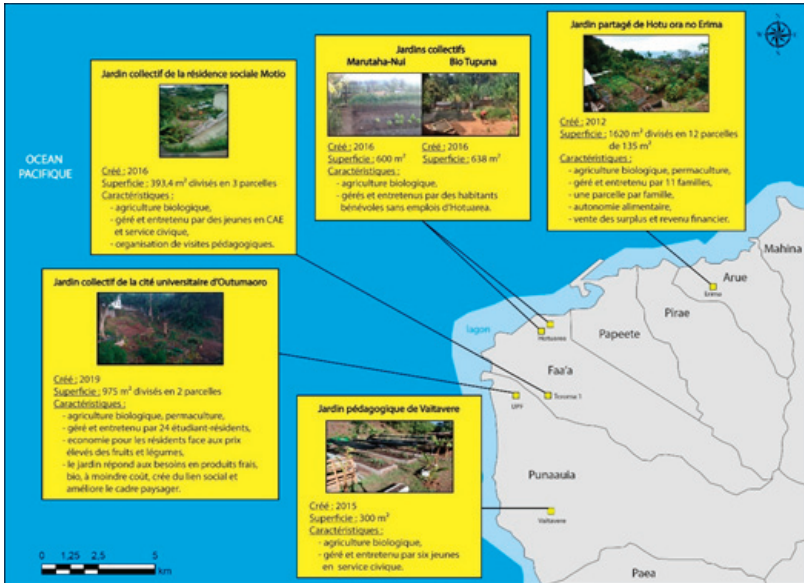 Jardin partagé de Hotu ora no Erima
Créé : 2012
Superficie : 1620 m² divisés en 12 parcelles
de 135 m²
Caractéristiques :
- agriculture biologique, permaculture,
- géré et entretenu par 11 familles,
- une parcelle par famille,
- autonomie alimentaire,
- vente des surplus et revenu financier.
Jardins collectifs
Marutaha-Nui
Bio Tupuna
Créé : 2016
Créé : 2016
Superficie : 600 m²
Superficie : 638 m²
Caractéristiques :
- agriculture biologique,
- gérés et entretenus par des habitants
bénévoles sans emplois d'Hotuarea.
Jardin collectif de la résidence sociale Motio
Créé : 2016
Superficie : 393,4 m² divisés en 3 parcelles
Caractéristiques :
- agriculture biologique,
- géré et entretenu par des jeunes en CAE
et service civique,
- organisation de visites pédagogiques.
OCEAN
PACIFIQUE
Jardin collectif de la cité universitaire d'Outumaoro
Créé : 2019
Superficie : 975 m² divisés en 2 parcelles
Caractéristiques :
- agriculture biologique, permaculture,
- géré et entretenu par 24 étudiant-résidents,
- economie pour les résidents face aux prix
élevés des fruits et légumes,
- le jardin répond aux besoins en produits frais,
bio, à moindre coût, crée du lien social et
améliore le cadre paysager.
Jardin pédagogique de Vaitavere
Créé : 2015
Superficie : 300 m²
Caractéristiques :
- agriculture biologique,
- géré et entretenu par six jeunes
en service civique.
Mahina
Arue
Erima
Pirae
Papeete
lagon
Hotuarea
Faa'a
UPF
Punaauia
Vaitavere
Paea
0 1,25 2,5 5
km